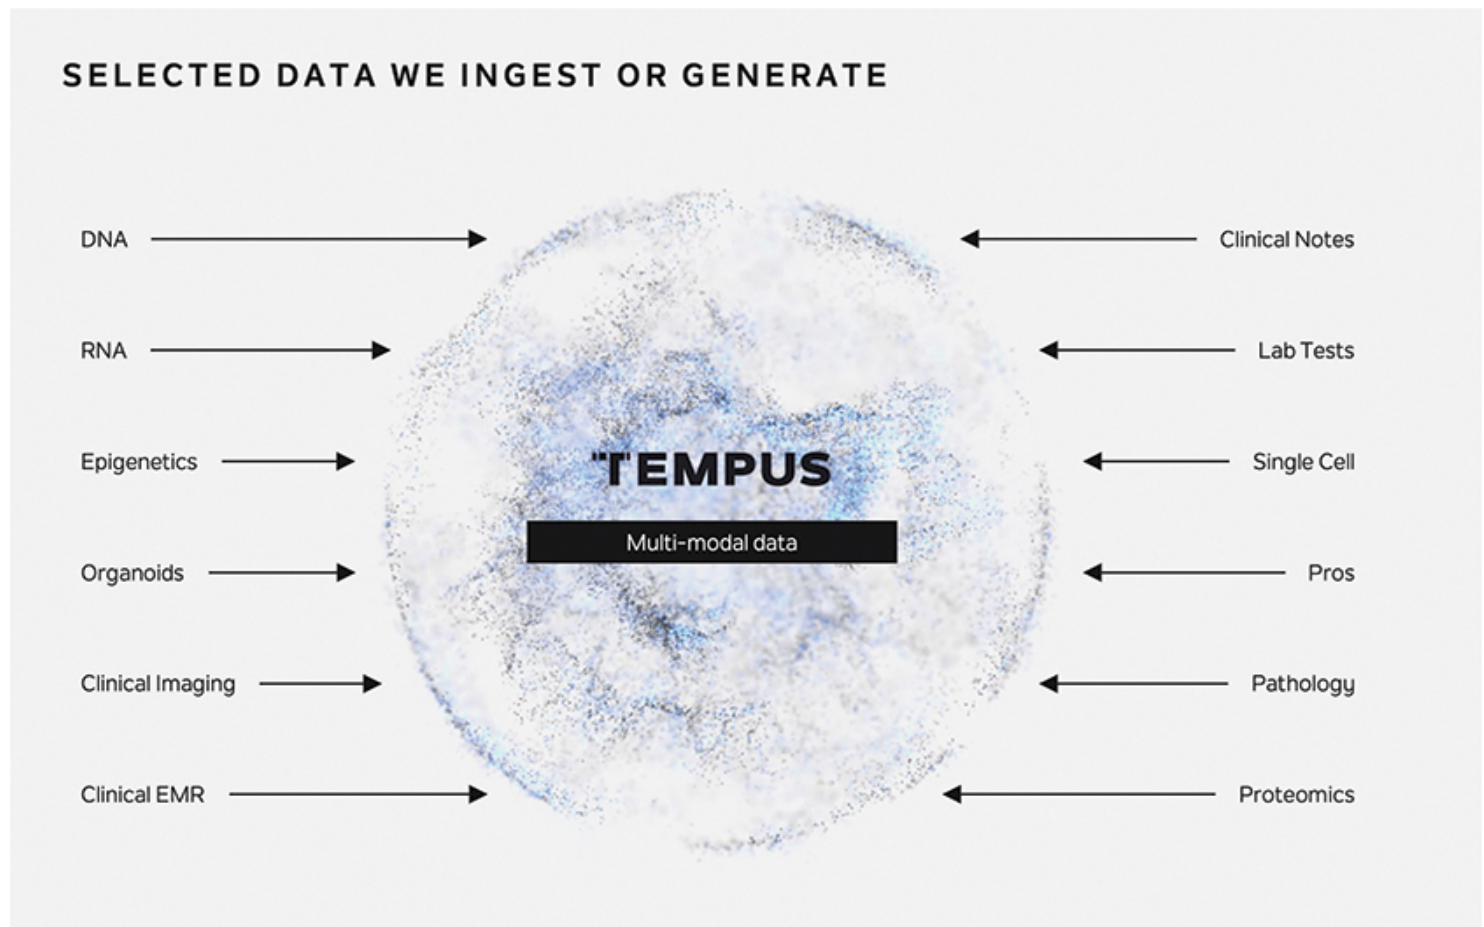 SELECTED DATA WE INGEST OR GENERATE
DNA
RNA
Epigenetics
Organoids
Clinical Imaging
Clinical EMR
TEMPUS
Multi-modal data
Clinical Notes
Lab Tests
Single Cell
Pros
Pathology
Proteomics